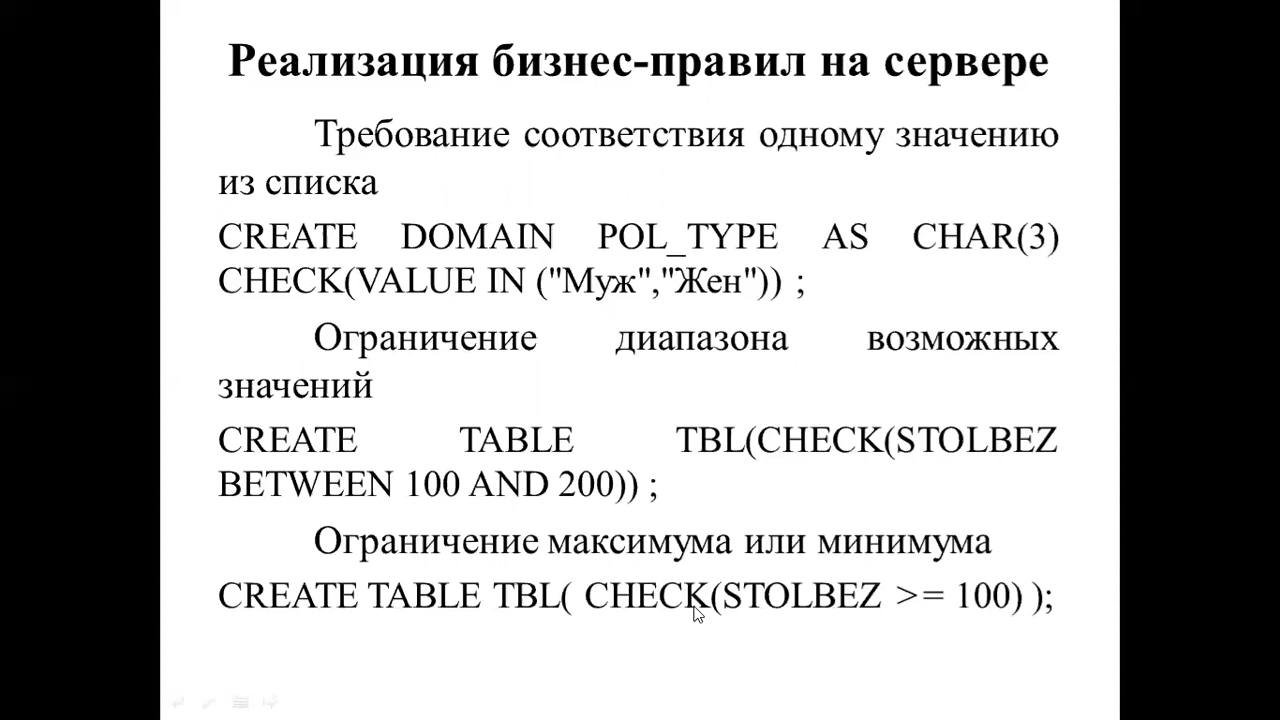 Реализация бизнес-правил на сервере
Требование соответствия одному значению
из списка
CREATE DOMAIN POL_TYPE AS CHAR(3)
CHECK(VALUE IN ("Муж","Жен")) ;
Ограничение диапазона возможных
значений
CREATE TABLE TBL(CHECK(STOLBEZ
BETWEEN 100 AND 200)) ;
Ограничение максимума или минимума
CREATE TABLE TBL( CHECK(STOLBEZ >= 100) );